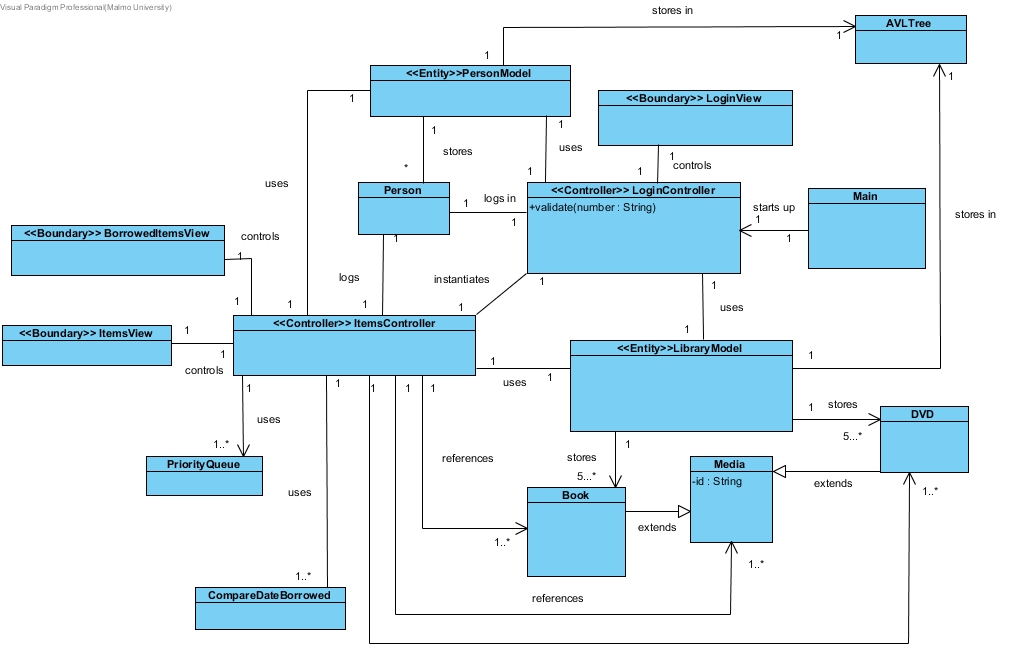 Visual Paradigm Professional(Malmo University)
stores in
AVLTree
1
1
<<Entity>>PersonModel
1
1
<<Boundary>> LoginView
1
1
stores
uses
1
controls
*
1
1
uses
Person
<<Controller>> LoginController
Main
+validate(number : String)
logs in
1
1
starts up
1
1
stores in
<<Boundary>> BorrowedItemsView
controls
1
1
logs
instantiates
1
1
1
1
1
1
1
uses
<<Controller>> ItemsController
<<Boundary>> ItemsView
1
1
controls
1
<<Entity>>LibraryModel
1
1
uses
1
1
1
1
1
1
uses
1
stores
5...*
DVD
1..*
PriorityQueue
references
1
stores
5...*
Media
-id : String
extends
uses
Book
1..*
extends
1..*
1..*
1..*
CompareDateBorrowed
references